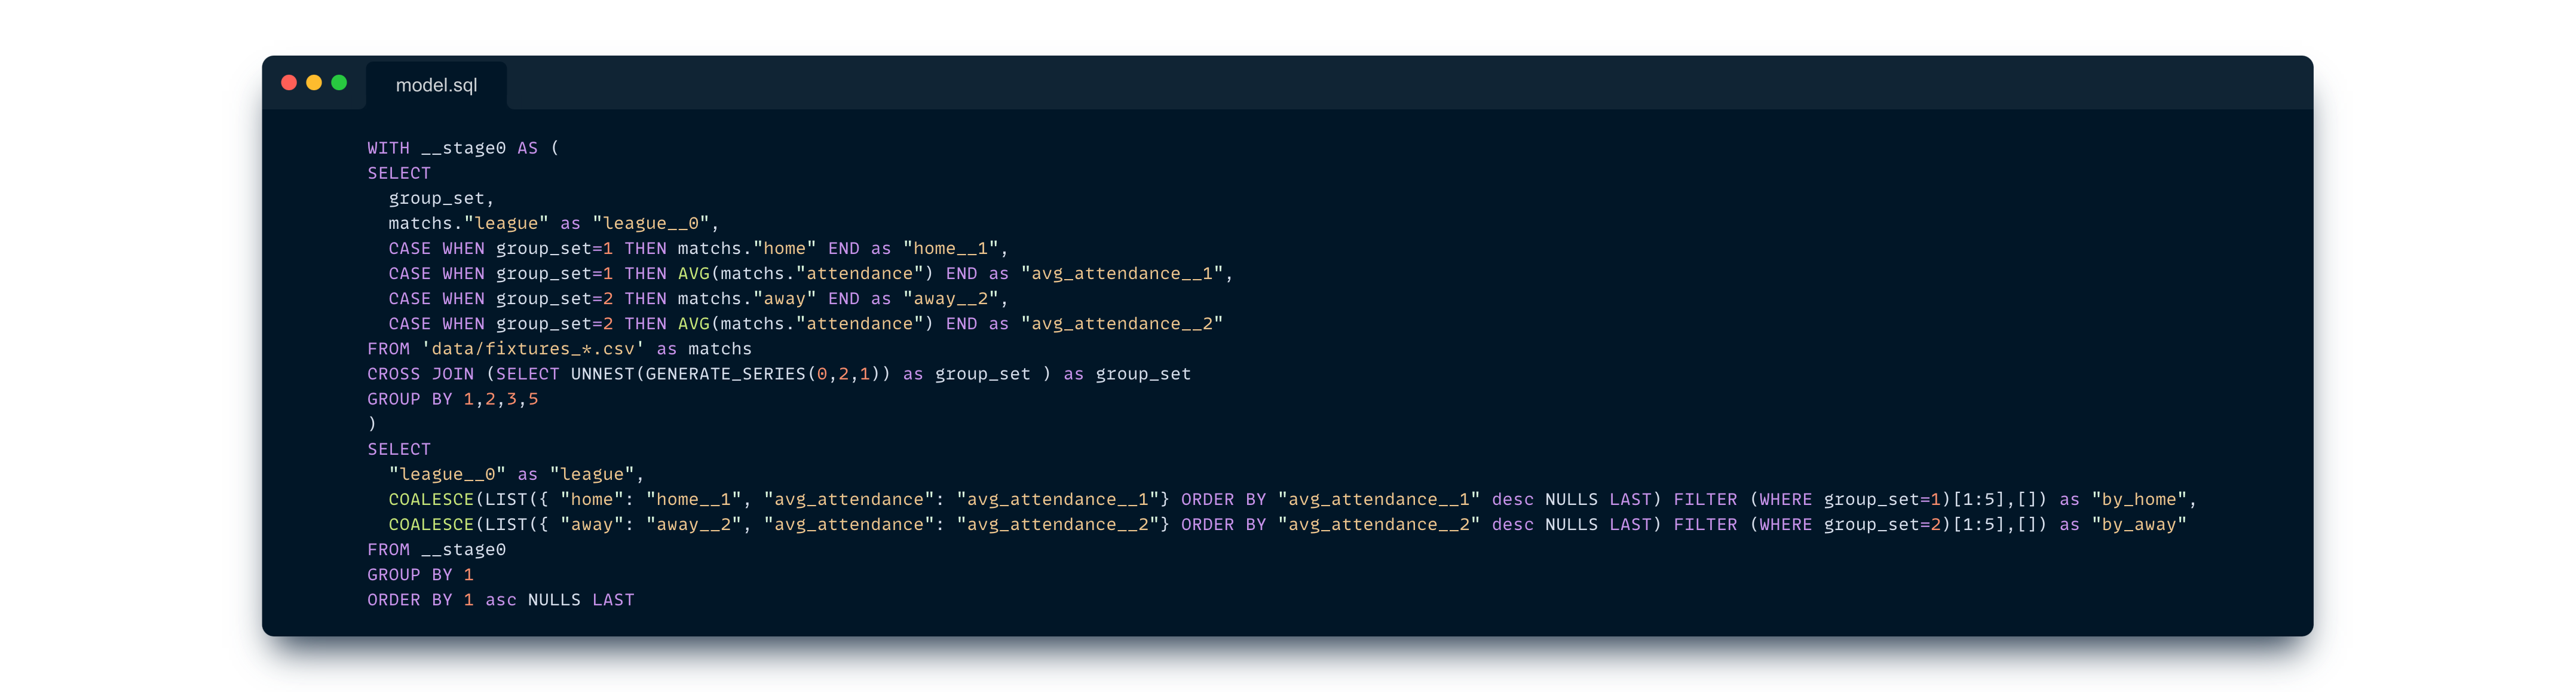 model.sql
WITH __stage0 AS (
SELECT
  group_set,
  matchs."league" as "league__0",
  CASE WHEN group_set=1 THEN matchs."home" END as "home__1",
  CASE WHEN group_set=1 THEN AVG(matchs."attendance") END as "avg_attendance__1",
  CASE WHEN group_set=2 THEN matchs."away" END as "away__2",
  CASE WHEN group_set=2 THEN AVG(matchs."attendance") END as "avg_attendance__2"
FROM 'data/fixtures_*.csv' as matchs
CROSS JOIN (SELECT UNNEST(GENERATE_SERIES(0,2,1)) as group_set ) as group_set
GROUP BY 1,2,3,5
)
SELECT
  "league__0" as "league",
  COALESCE(LIST({ "home": "home__1", "avg_attendance": "avg_attendance__1"} ORDER BY "avg_attendance__1" desc NULLS LAST) FILTER (WHERE group_set=1)[1:5],[]) as "by_home",
  COALESCE(LIST({ "away": "away__2", "avg_attendance": "avg_attendance__2"} ORDER BY "avg_attendance__2" desc NULLS LAST) FILTER (WHERE group_set=2)[1:5],[]) as "by_away"
FROM __stage0
GROUP BY 1
ORDER BY 1 asc NULLS LAST